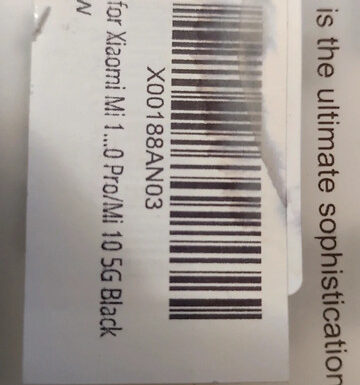 is the ultimate sophistication
X00188AN03
for Xiaomi Mi 1...0 Pro/Mi 10 5G Black